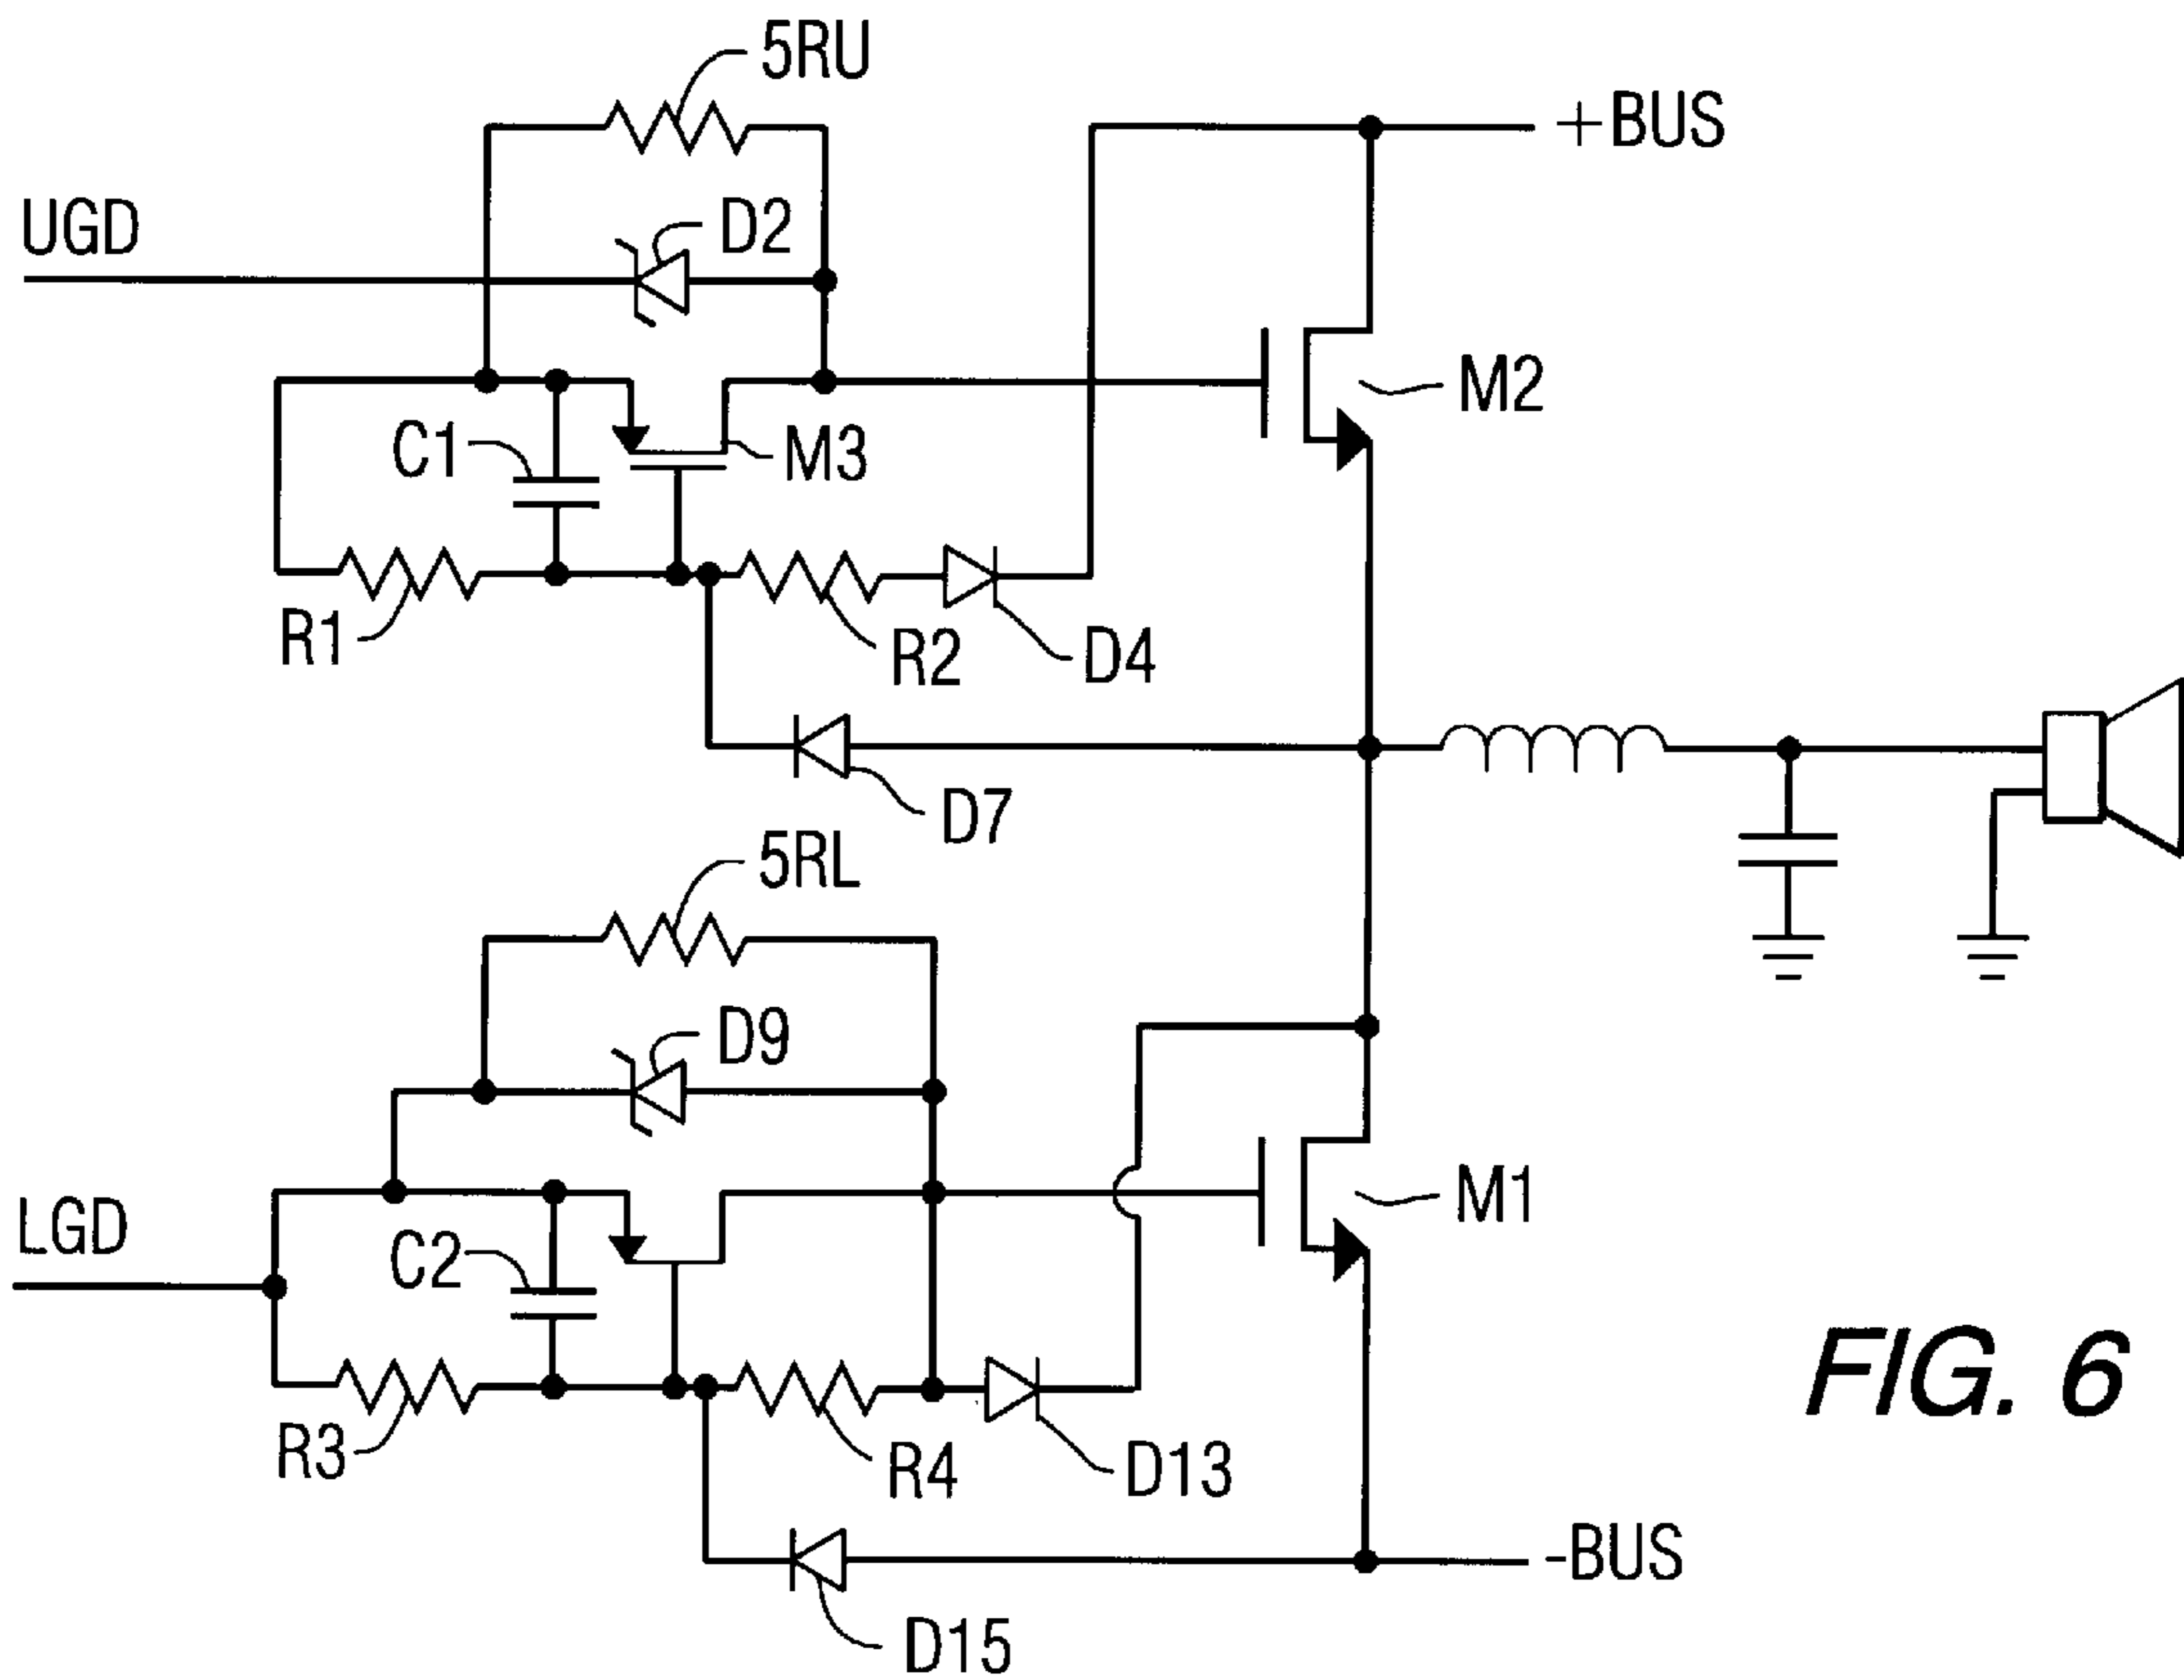 5RU
+BUS
UGD
D2
M2
C1
M3
R1
R2
D4
D7
5RL
D9
LGD
M1
C2
FIG. 6
R3
R4
D13
-BUS
D15